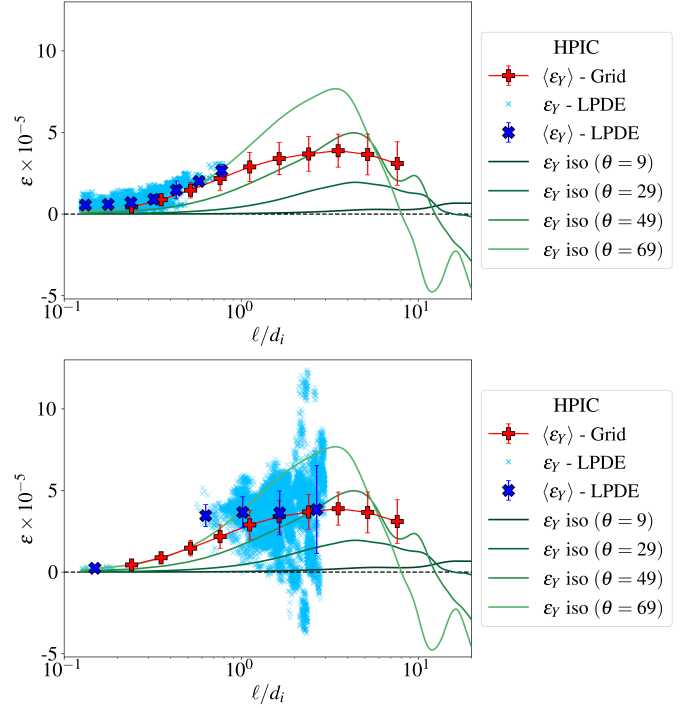 10
5
0
-5
ε × 10⁻⁵
10⁻¹
10⁰
10¹
ℓ/dᵢ
HPIC
⟨ε_Y⟩ - Grid
ε_Y - LPDE
⟨ε_Y⟩ - LPDE
ε_Y iso (θ = 9)
ε_Y iso (θ = 29)
ε_Y iso (θ = 49)
ε_Y iso (θ = 69)
10
5
0
-5
ε × 10⁻⁵
10⁻¹
10⁰
10¹
ℓ/dᵢ
HPIC
⟨ε_Y⟩ - Grid
ε_Y - LPDE
⟨ε_Y⟩ - LPDE
ε_Y iso (θ = 9)
ε_Y iso (θ = 29)
ε_Y iso (θ = 49)
ε_Y iso (θ = 69)